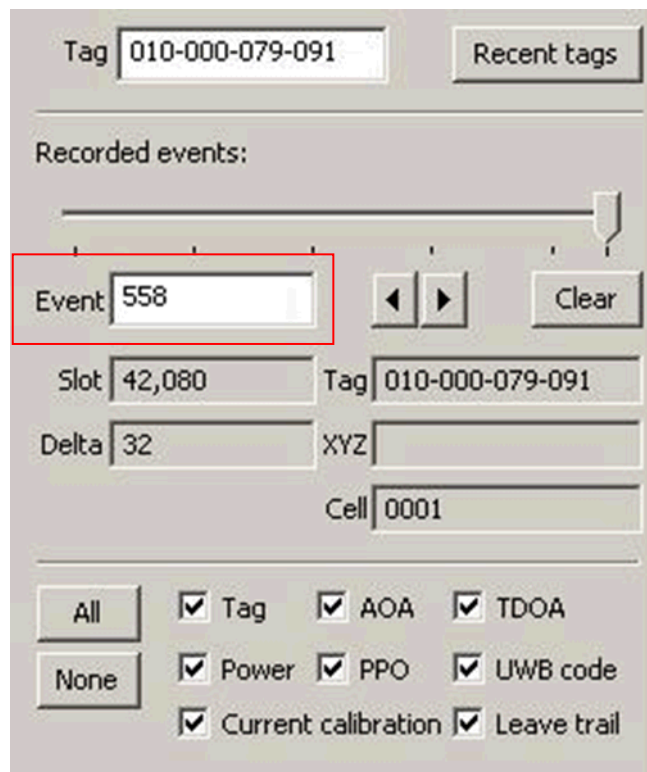 Tag 010-000-079-091 Recent tags
Recorded events:
Event 558 Clear
Slot 42,080 Tag 010-000-079-091
Delta 32 XYZ
Cell 0001
All Tag AOA TDOA
None Power PPO UWB code
Current calibration Leave trail